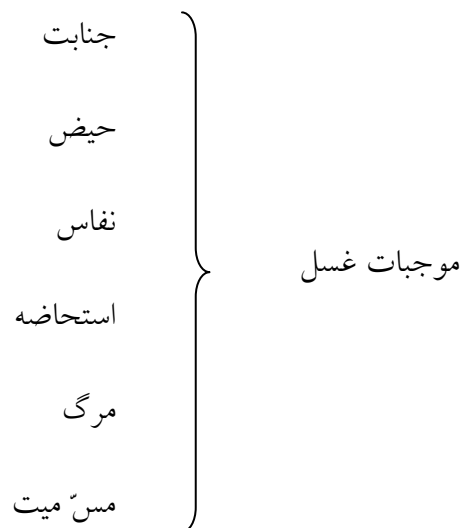 موجبات غسل
جنابت
حیض
نفاس
استحاضه
مرگ
مسّ میت